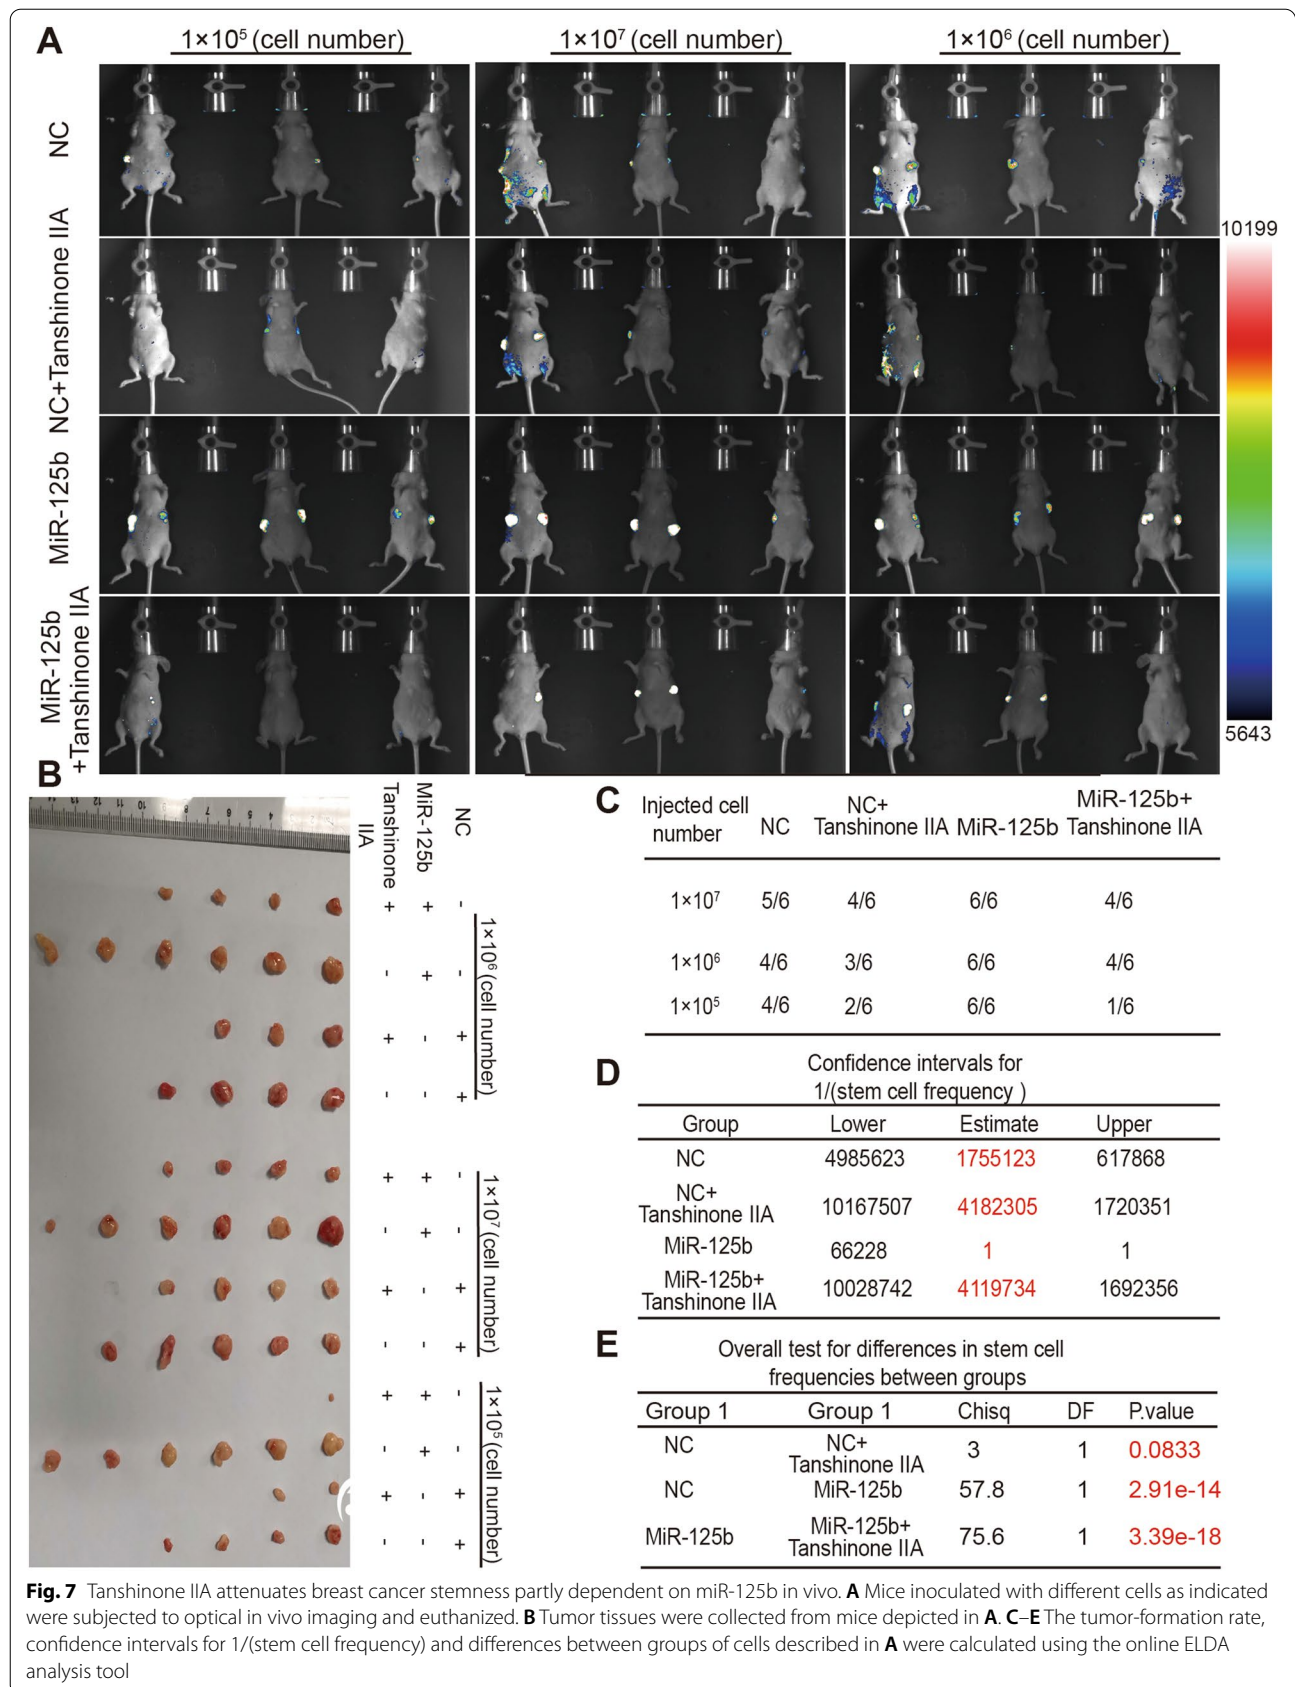 A
1×10⁵ (cell number)
1×10⁷ (cell number)
1×10⁶ (cell number)
NC
NC+Tanshinone IIA
MiR-125b
MiR-125b
+Tanshinone IIA
10199
5643
B
14 13 12 11 10 8 7 6 5 4
Tanshinone
IIA
MiR-125b
NC
+ + -
- + -
+ - +
- - +
1×10⁶ (cell number)
+ + -
- + -
+ - +
- - +
1×10⁷ (cell number)
+ + -
- + -
+ - +
- - +
1×10⁵ (cell number)
C
Injected cell
number
NC
NC+
Tanshinone IIA
MiR-125b
MiR-125b+
Tanshinone IIA
1×10⁷ 5/6 4/6 6/6 4/6
1×10⁶ 4/6 3/6 6/6 4/6
1×10⁵ 4/6 2/6 6/6 1/6
D
Confidence intervals for
1/(stem cell frequency )
Group Lower Estimate Upper
NC 4985623 1755123 617868
NC+
Tanshinone IIA 10167507 4182305 1720351
MiR-125b 66228 1 1
MiR-125b+
Tanshinone IIA 10028742 4119734 1692356
E
Overall test for differences in stem cell
frequencies between groups
Group 1 Group 1 Chisq DF P.value
NC NC+
Tanshinone IIA 3 1 0.0833
NC MiR-125b 57.8 1 2.91e-14
MiR-125b MiR-125b+
Tanshinone IIA 75.6 1 3.39e-18
Fig. 7 Tanshinone IIA attenuates breast cancer stemness partly dependent on miR-125b in vivo. A Mice inoculated with different cells as indicated
were subjected to optical in vivo imaging and euthanized. B Tumor tissues were collected from mice depicted in A. C–E The tumor-formation rate,
confidence intervals for 1/(stem cell frequency) and differences between groups of cells described in A were calculated using the online ELDA
analysis tool